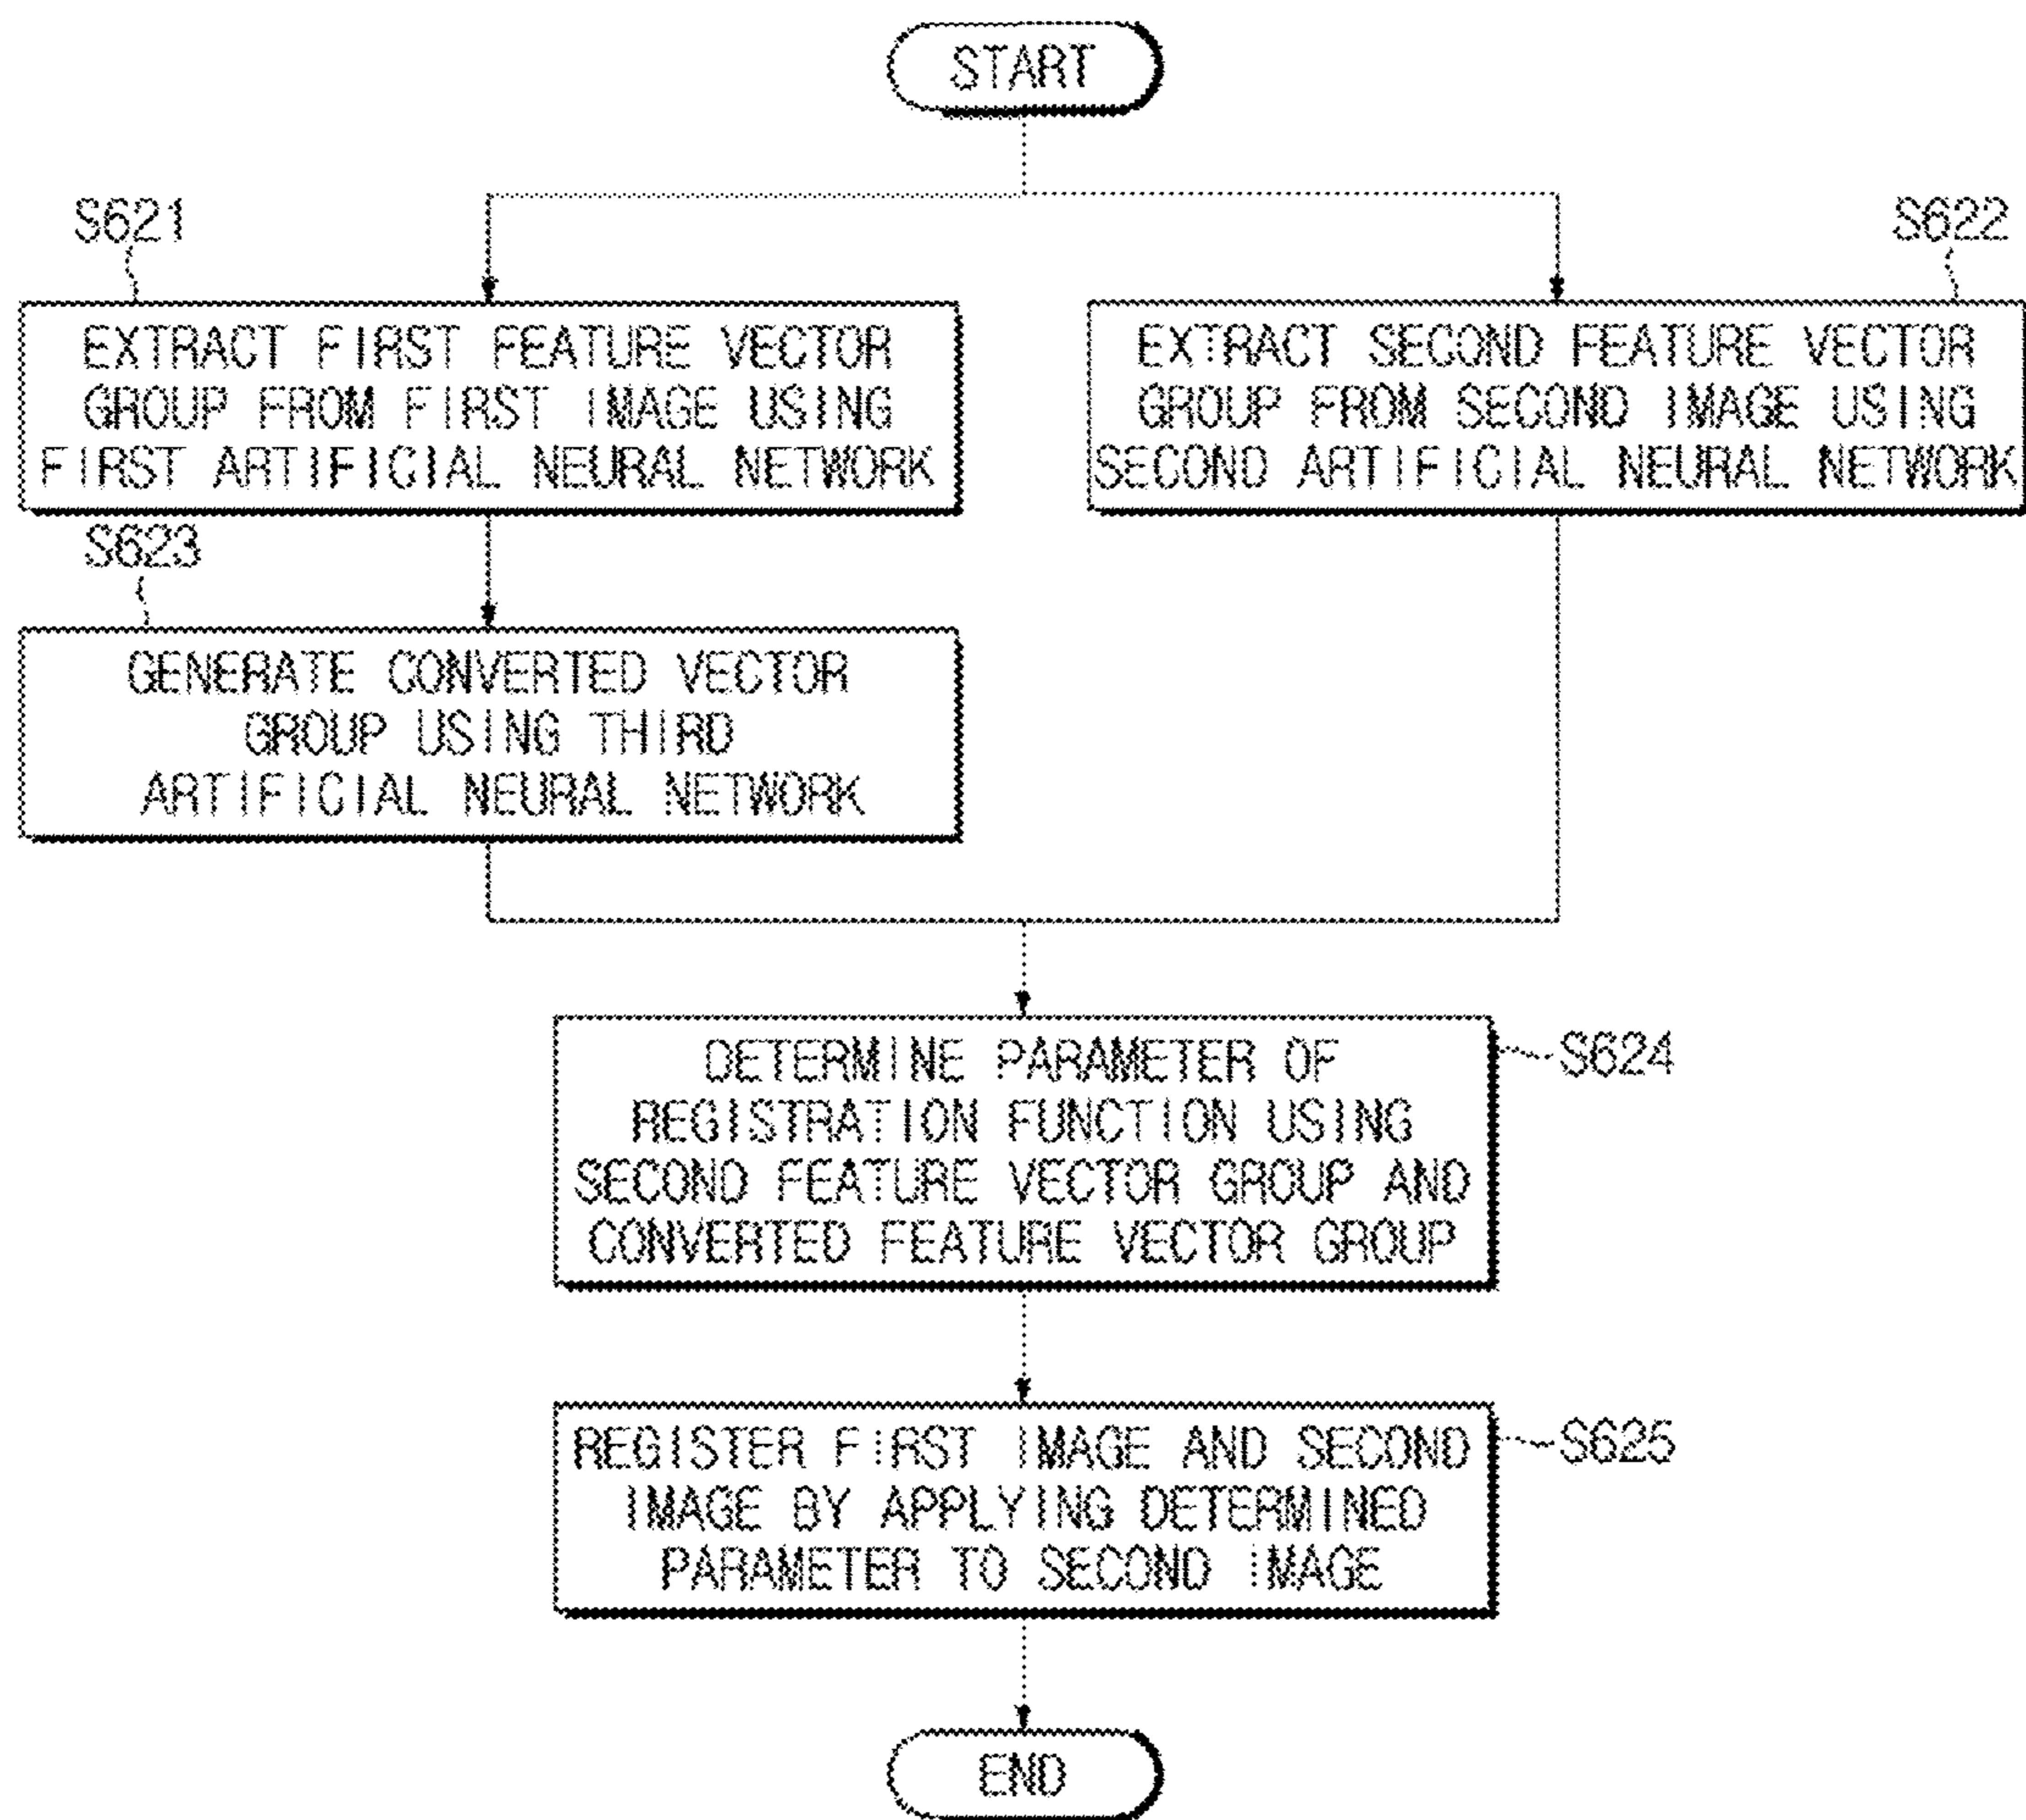 START
S621
EXTRACT FIRST FEATURE VECTOR
GROUP FROM FIRST IMAGE USING
FIRST ARTIFICIAL NEURAL NETWORK
S622
EXTRACT SECOND FEATURE VECTOR
GROUP FROM SECOND IMAGE USING
SECOND ARTIFICIAL NEURAL NETWORK
S623
GENERATE CONVERTED VECTOR
GROUP USING THIRD
ARTIFICIAL NEURAL NETWORK
DETERMINE PARAMETER OF
REGISTRATION FUNCTION USING
SECOND FEATURE VECTOR GROUP AND
CONVERTED FEATURE VECTOR GROUP
S624
REGISTER FIRST IMAGE AND SECOND
IMAGE BY APPLYING DETERMINED
PARAMETER TO SECOND IMAGE
S625
END